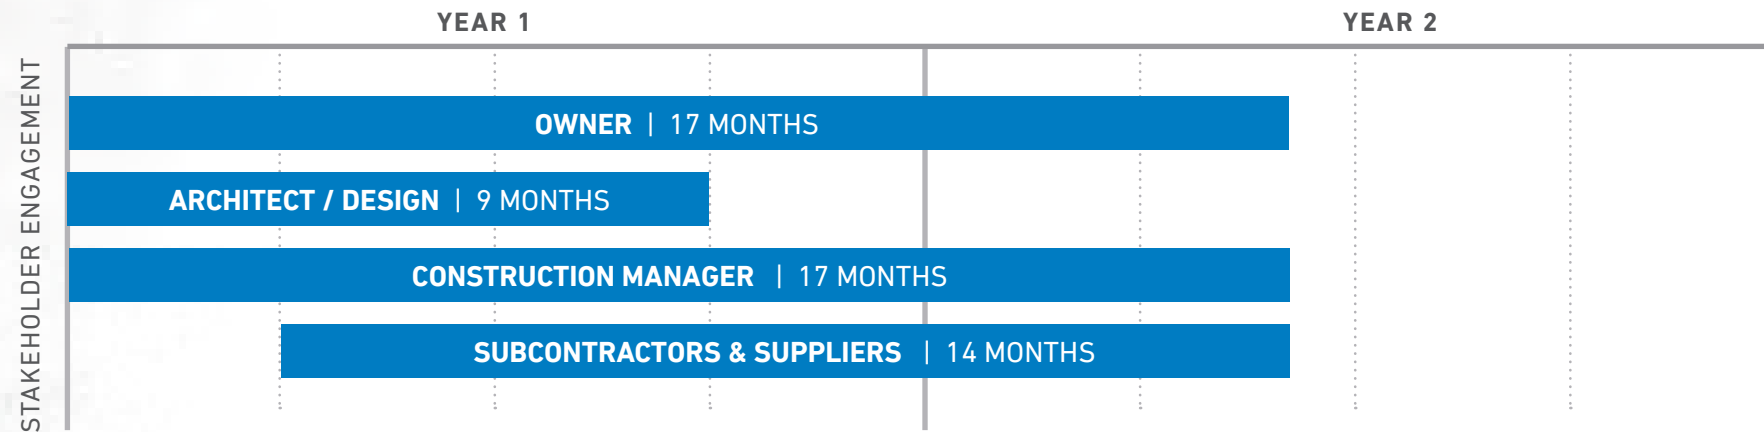 YEAR 1
YEAR 2
STAKEHOLDER ENGAGEMENT
OWNER | 17 MONTHS
ARCHITECT / DESIGN | 9 MONTHS
CONSTRUCTION MANAGER | 17 MONTHS
SUBCONTRACTORS & SUPPLIERS | 14 MONTHS